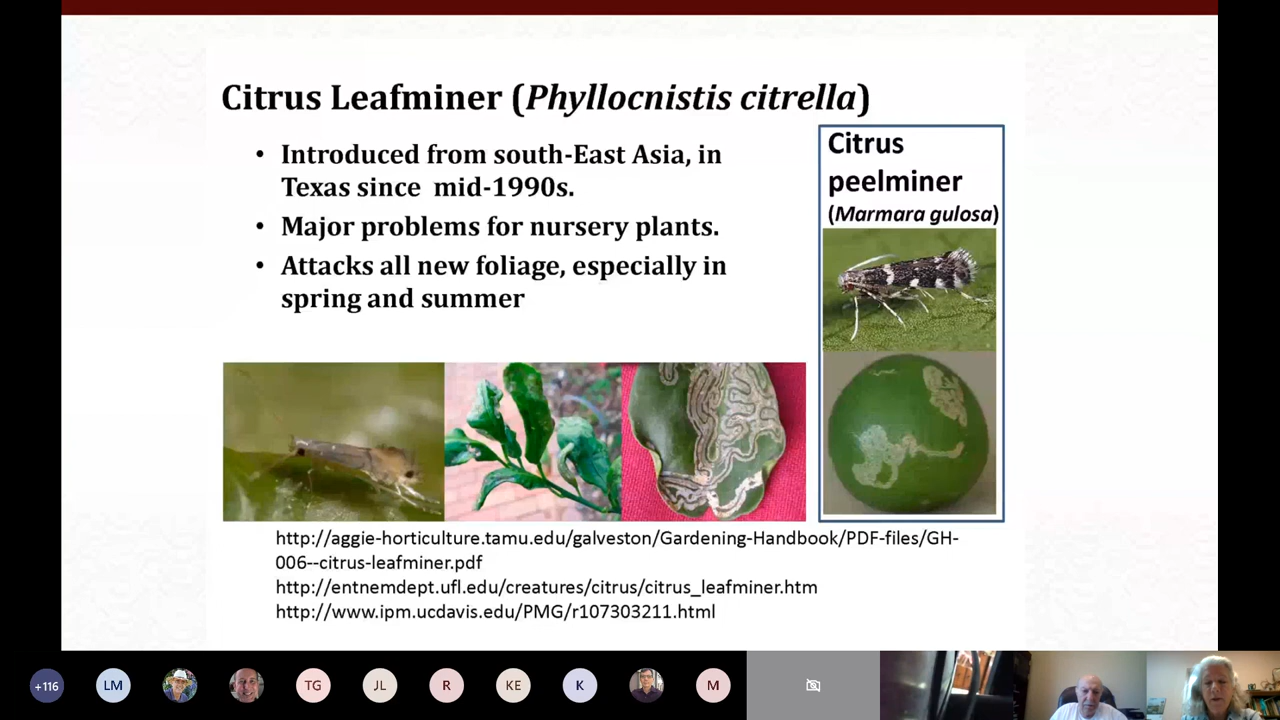 Citrus Leafminer (Phyllocnistis citrella)
• Introduced from south-East Asia, in
Texas since mid-1990s.
• Major problems for nursery plants.
• Attacks all new foliage, especially in
spring and summer
Citrus
peelminer
(Marmara gulosa)
http://aggie-horticulture.tamu.edu/galveston/Gardening-Handbook/PDF-files/GH-
006--citrus-leafminer.pdf
http://entnemdept.ufl.edu/creatures/citrus/citrus_leafminer.htm
http://www.ipm.ucdavis.edu/PMG/r107303211.html
+116 LM TG JL R KE K M